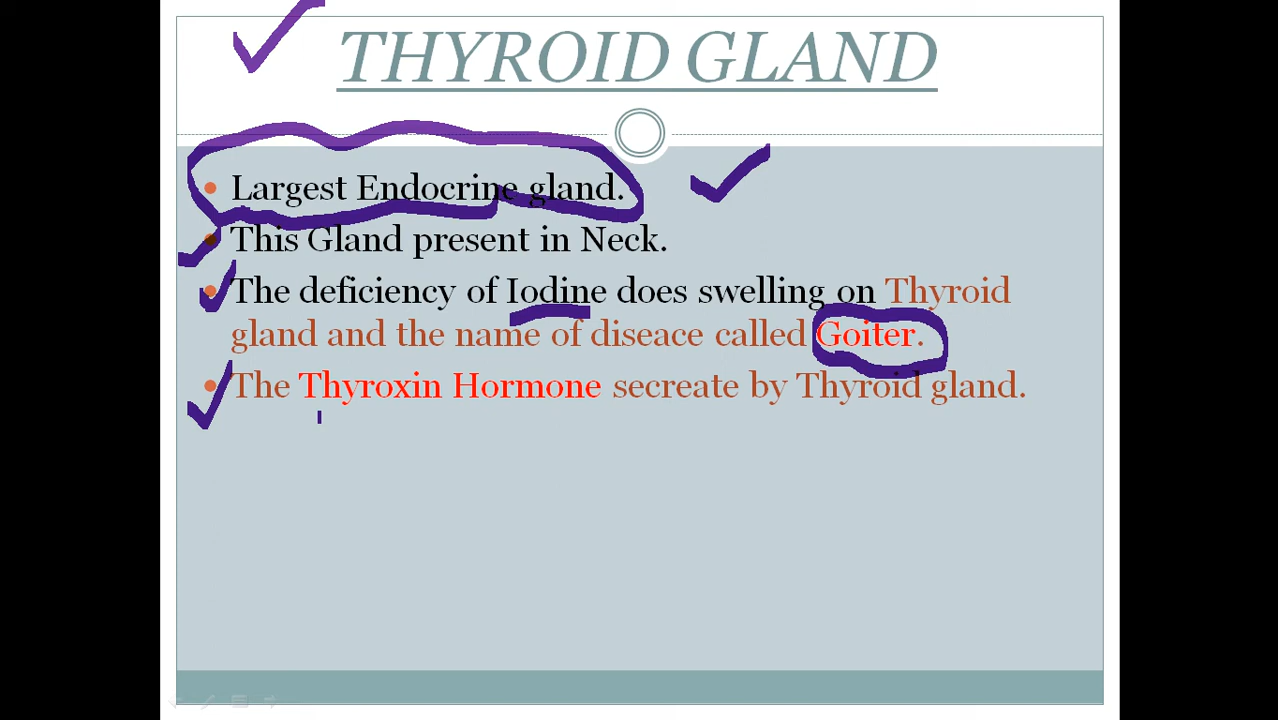 THYROID GLAND
Largest Endocrine gland.
This Gland present in Neck.
The deficiency of Iodine does swelling on Thyroid
gland and the name of diseace called Goiter.
The Thyroxin Hormone secreate by Thyroid gland.